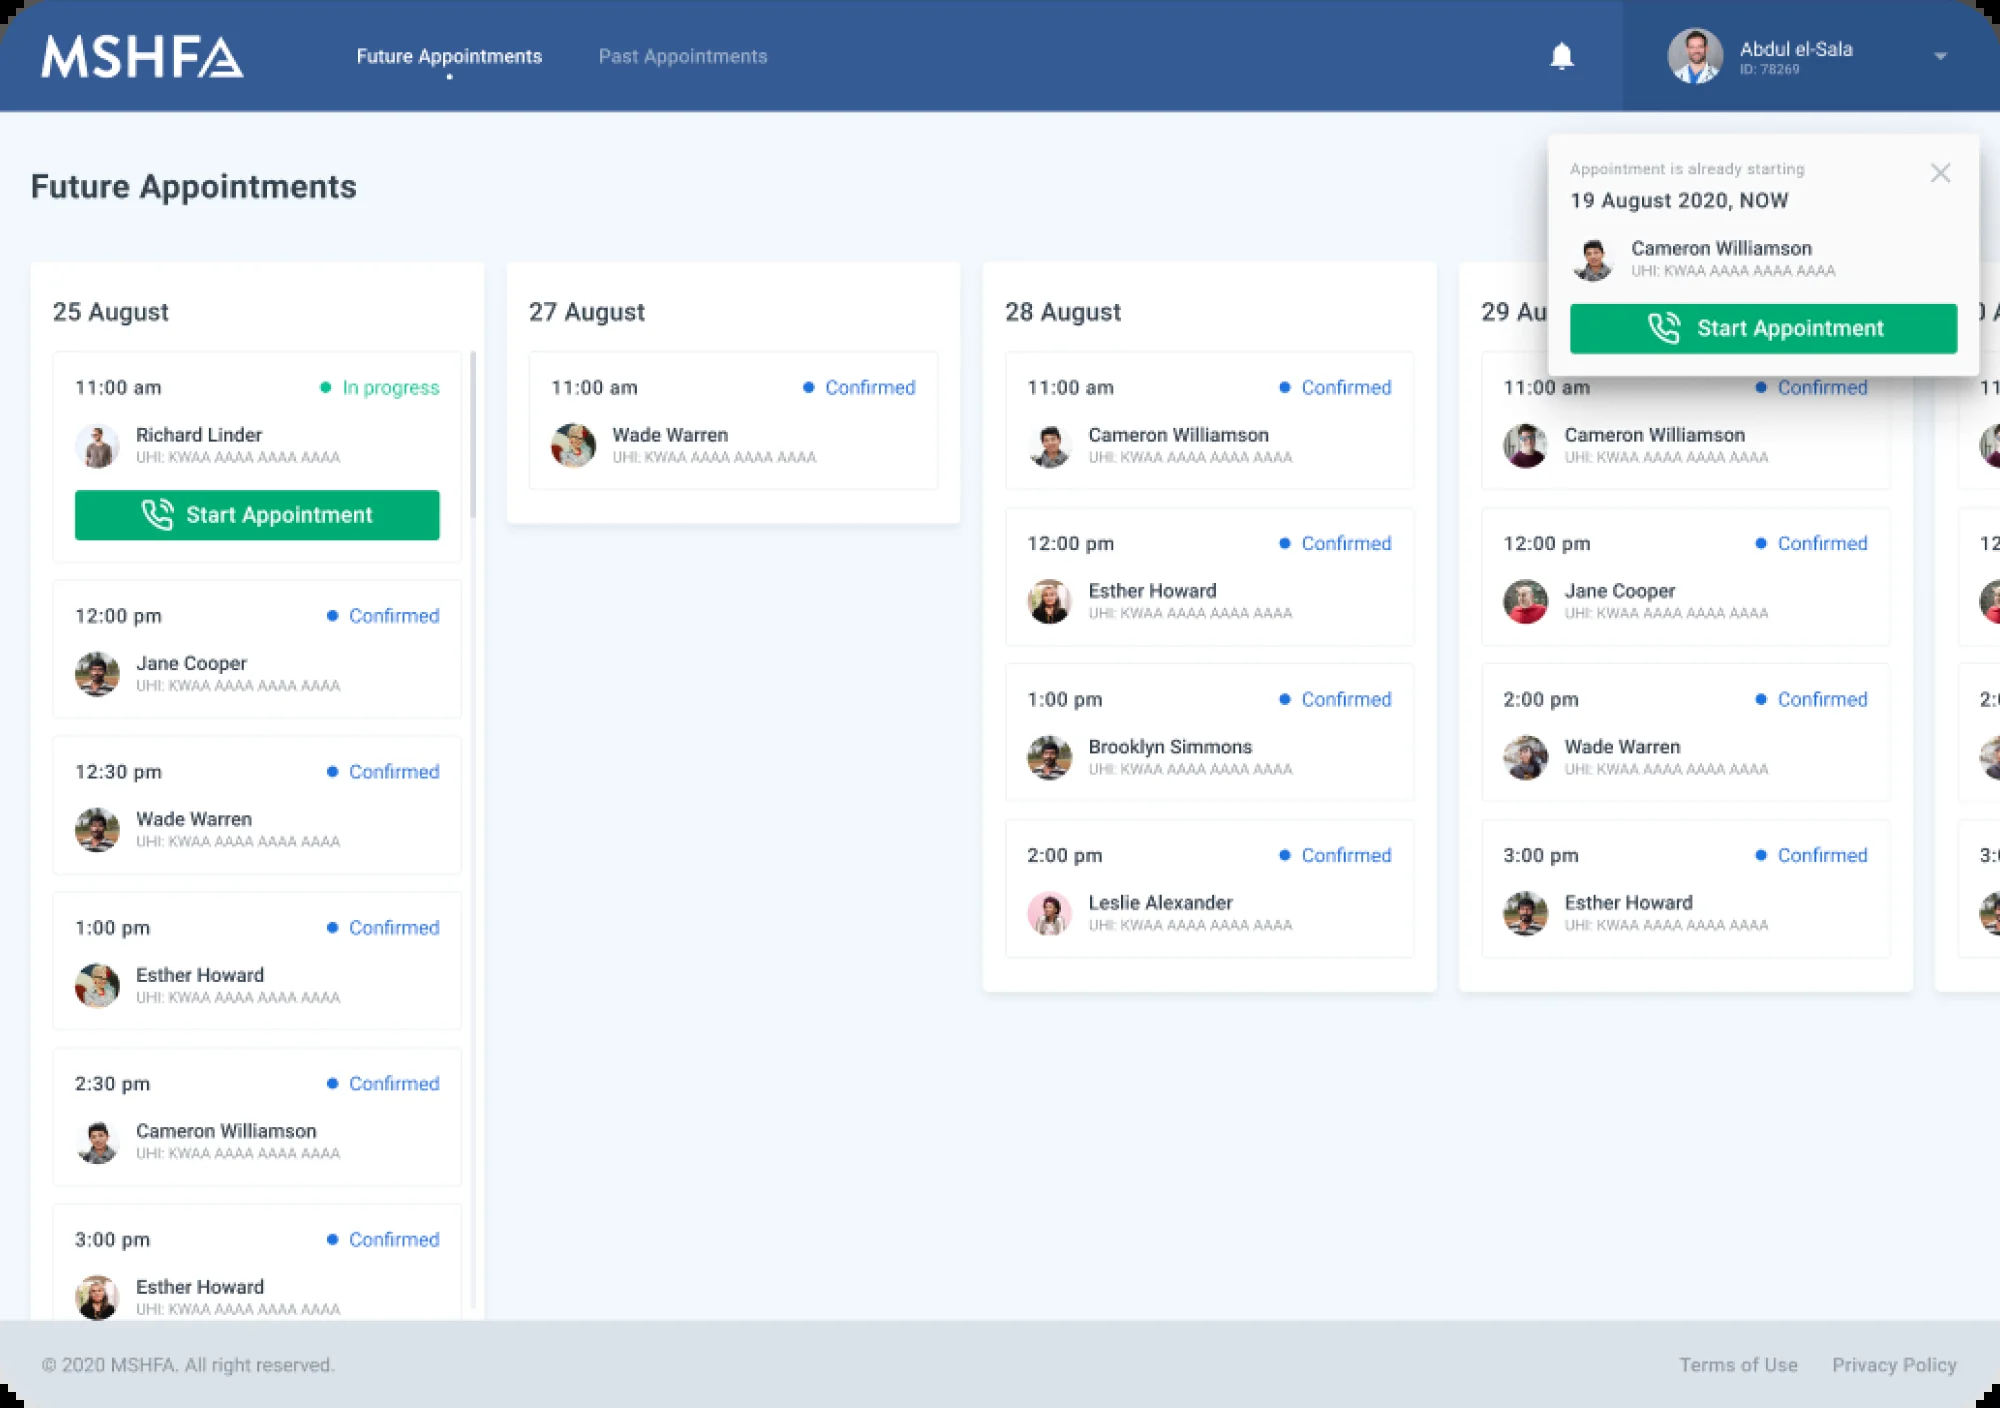 MSHFA
Future Appointments
Past Appointments
Abdul el-Sala
ID: 78269
Future Appointments
Appointment is already starting
19 August 2020, NOW
Cameron Williamson
UHI: KWAA AAAA AAAA AAAA
Start Appointment
25 August
11:00 am
In progress
Richard Linder
UHI: KWAA AAAA AAAA AAAA
Start Appointment
12:00 pm
Confirmed
Jane Cooper
UHI: KWAA AAAA AAAA AAAA
12:30 pm
Confirmed
Wade Warren
UHI: KWAA AAAA AAAA AAAA
1:00 pm
Confirmed
Esther Howard
UHI: KWAA AAAA AAAA AAAA
2:30 pm
Confirmed
Cameron Williamson
UHI: KWAA AAAA AAAA AAAA
3:00 pm
Confirmed
Esther Howard
UHI: KWAA AAAA AAAA AAAA
27 August
11:00 am
Confirmed
Wade Warren
UHI: KWAA AAAA AAAA AAAA
28 August
11:00 am
Confirmed
Cameron Williamson
UHI: KWAA AAAA AAAA AAAA
12:00 pm
Confirmed
Esther Howard
UHI: KWAA AAAA AAAA AAAA
1:00 pm
Confirmed
Brooklyn Simmons
UHI: KWAA AAAA AAAA AAAA
2:00 pm
Confirmed
Leslie Alexander
UHI: KWAA AAAA AAAA AAAA
29 Au
11:00 am
Confirmed
Cameron Williamson
UHI: KWAA AAAA AAAA AAAA
12:00 pm
Confirmed
Jane Cooper
UHI: KWAA AAAA AAAA AAAA
2:00 pm
Confirmed
Wade Warren
UHI: KWAA AAAA AAAA AAAA
3:00 pm
Confirmed
Esther Howard
UHI: KWAA AAAA AAAA AAAA
11
12
2:
3:
© 2020 MSHFA. All right reserved.
Terms of Use
Privacy Policy